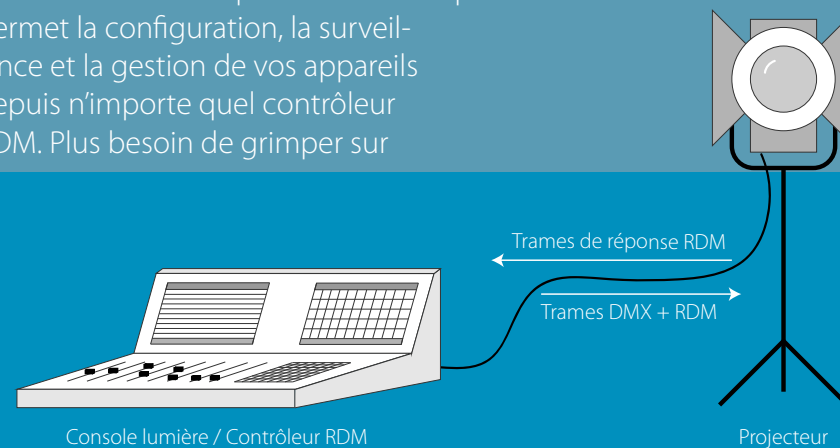 ermet la configuration, la surveil-
nce et la gestion de vos appareils
epuis n'importe quel contrôleur
DM. Plus besoin de grimper sur
Trames de réponse RDM
Trames DMX + RDM
Console lumière / Contrôleur RDM
Projecteur